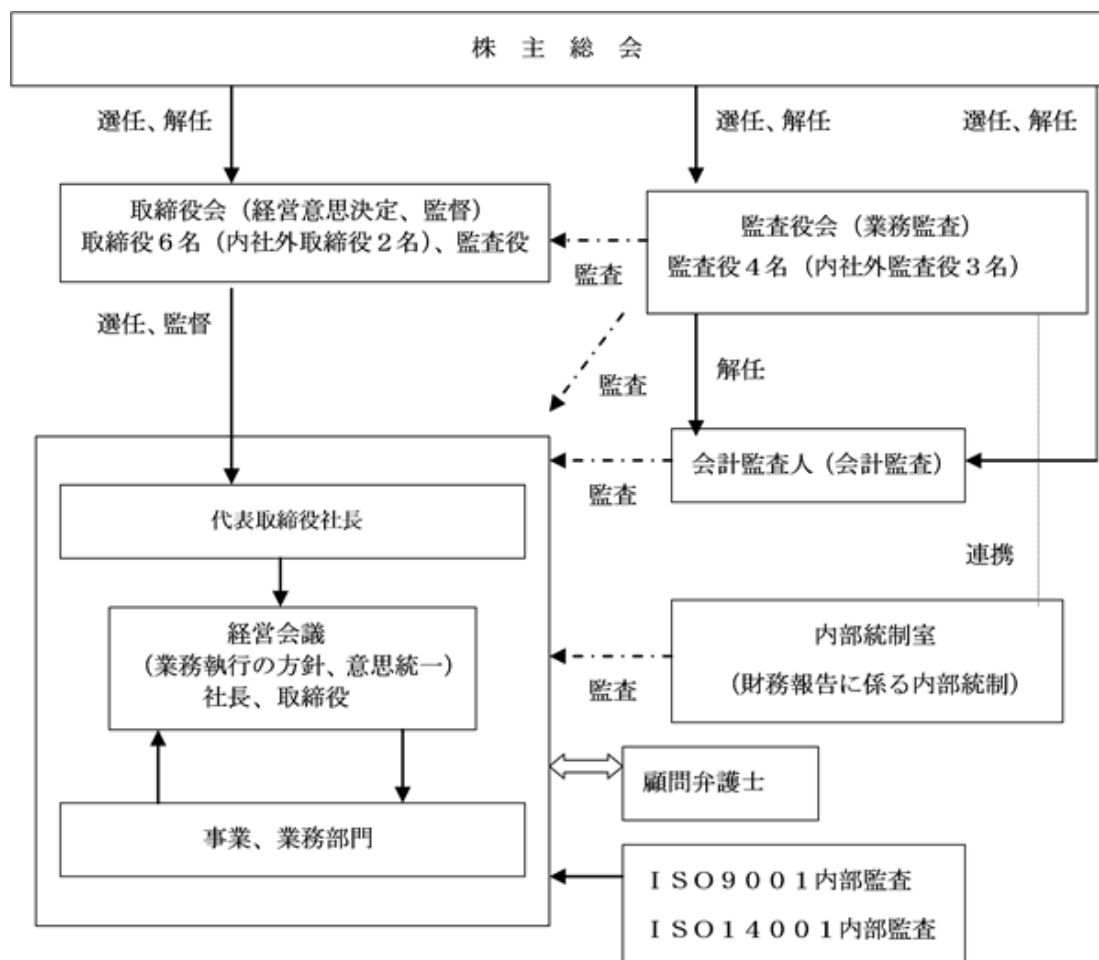 株 主 総 会
選任、解任
選任、解任
選任、解任
取締役会（経営意思決定、監督）
取締役６名（内社外取締役２名）、監査役
監査役会（業務監査）
監査役４名（内社外監査役３名）
監査
選任、監督
監査
解任
会計監査人（会計監査）
監査
代表取締役社長
連携
経営会議
（業務執行の方針、意思統一）
社長、取締役
内部統制室
（財務報告に係る内部統制）
監査
顧問弁護士
事業、業務部門
ＩＳＯ９００１内部監査
ＩＳＯ１４００１内部監査